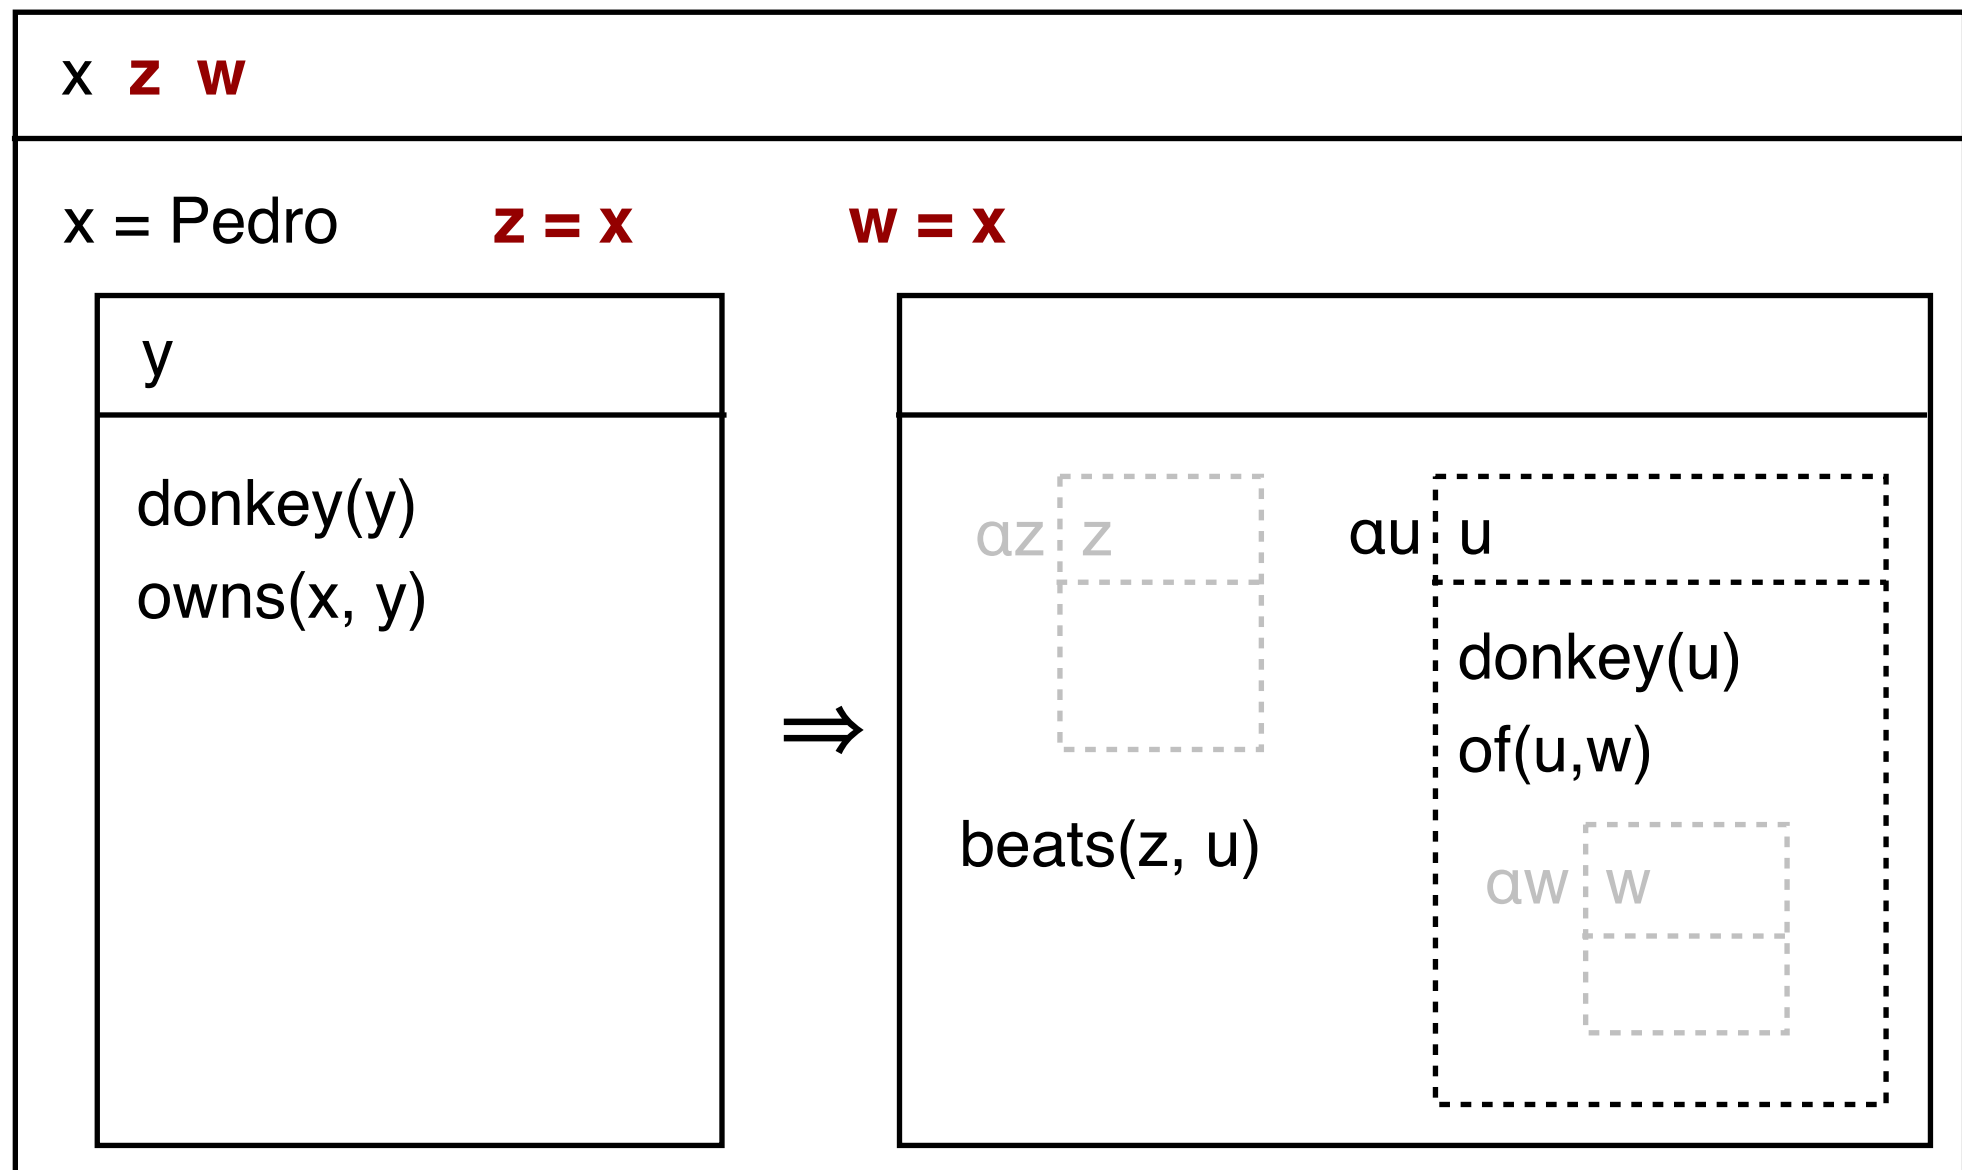 x z w
x = Pedro z = x w = x
y
donkey(y)
owns(x, y)
⇒
αz z
beats(z, u)
αu u
donkey(u)
of(u,w)
αw w